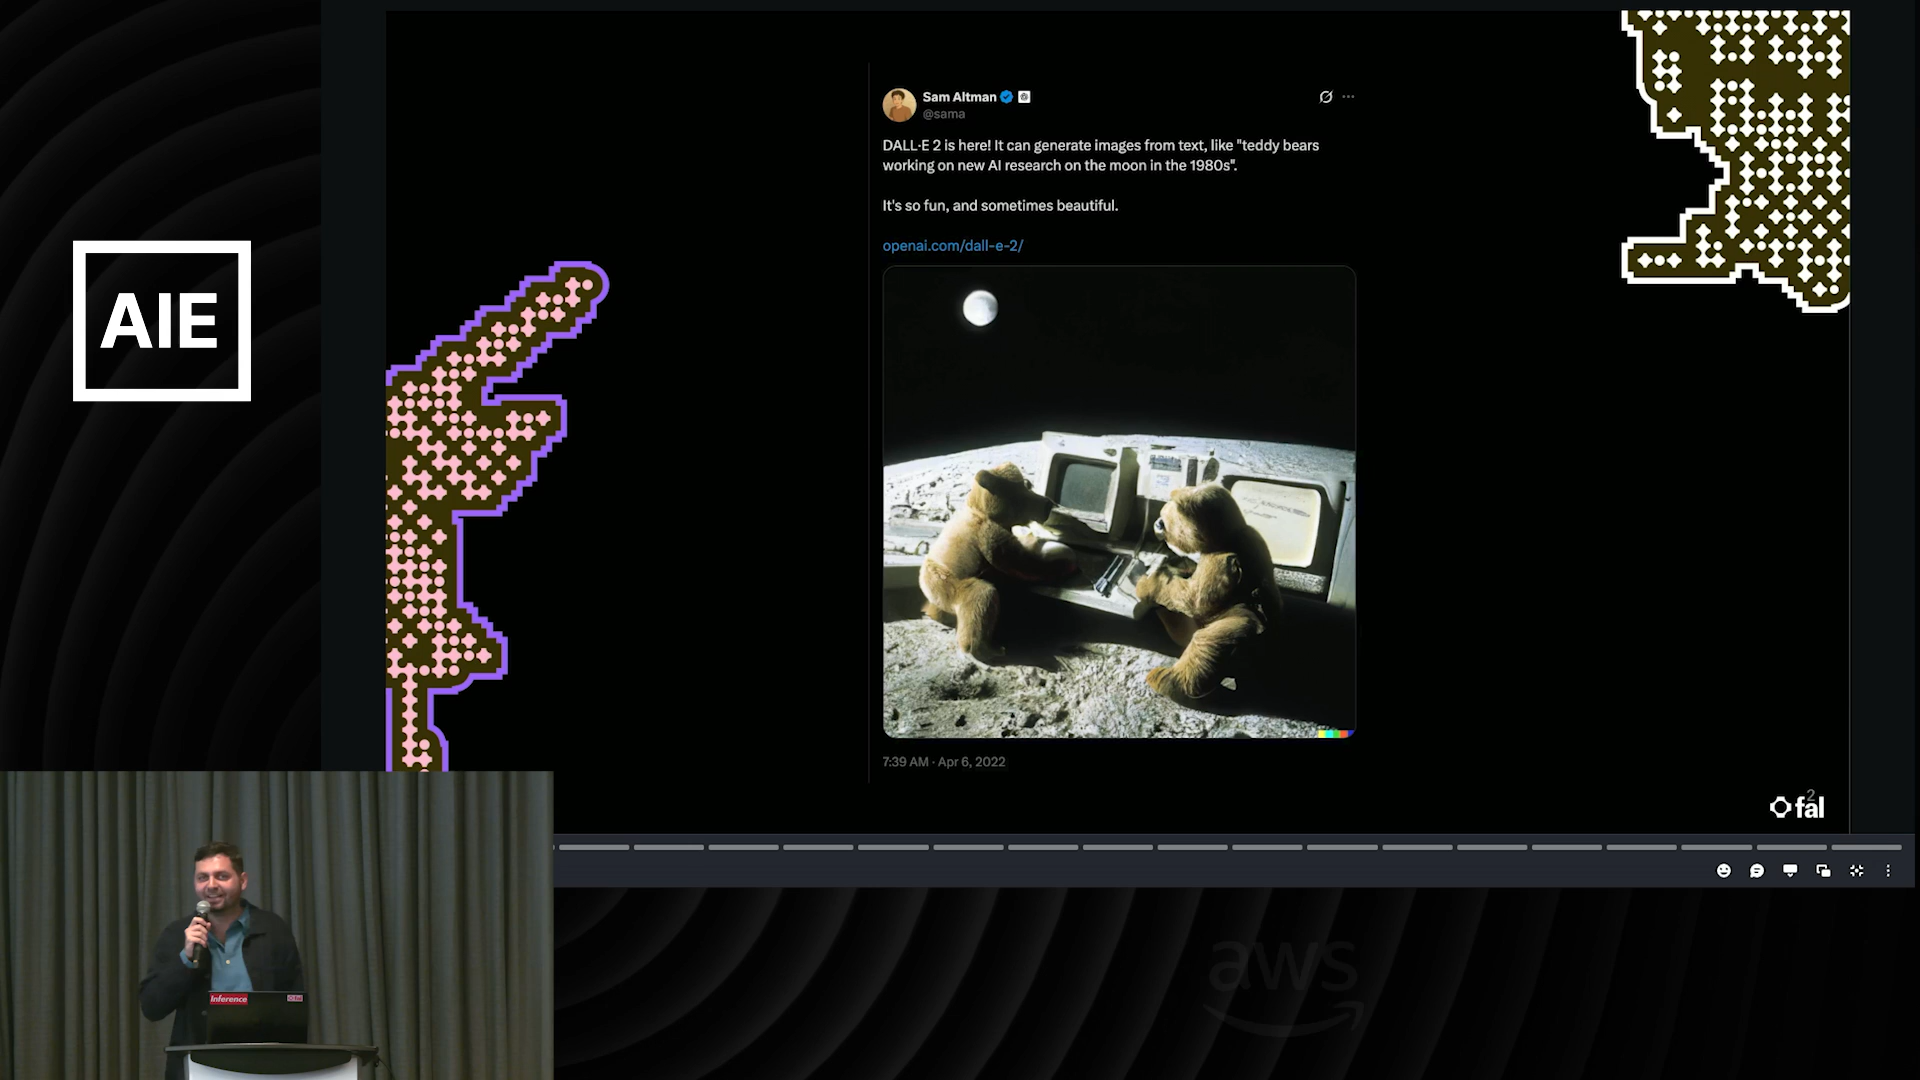 AIE
Sam Altman
@sama
DALL·E 2 is here! It can generate images from text, like "teddy bears
working on new AI research on the moon in the 1980s".
It's so fun, and sometimes beautiful.
openai.com/dall-e-2/
7:39 AM · Apr 6, 2022
2
fal
Inference
fal
aws